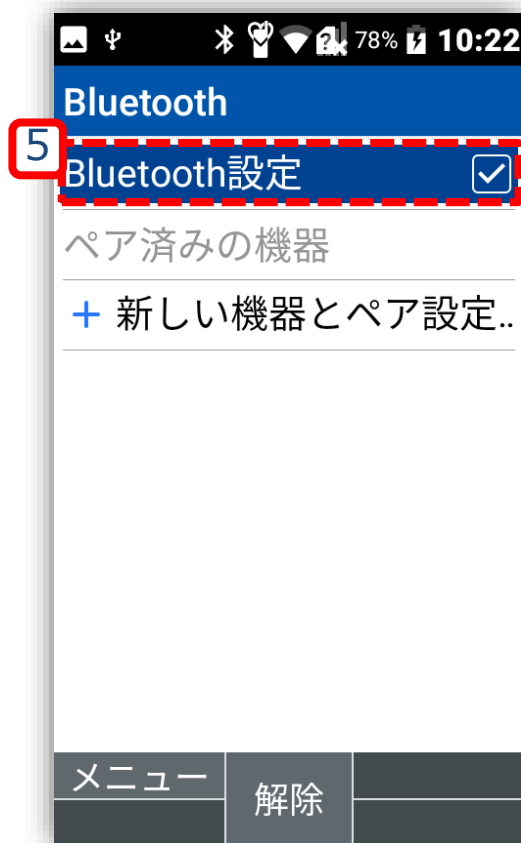 78% 10:22
Bluetooth
5
Bluetooth設定
ペア済みの機器
+ 新しい機器とペア設定..
メニュー
解除